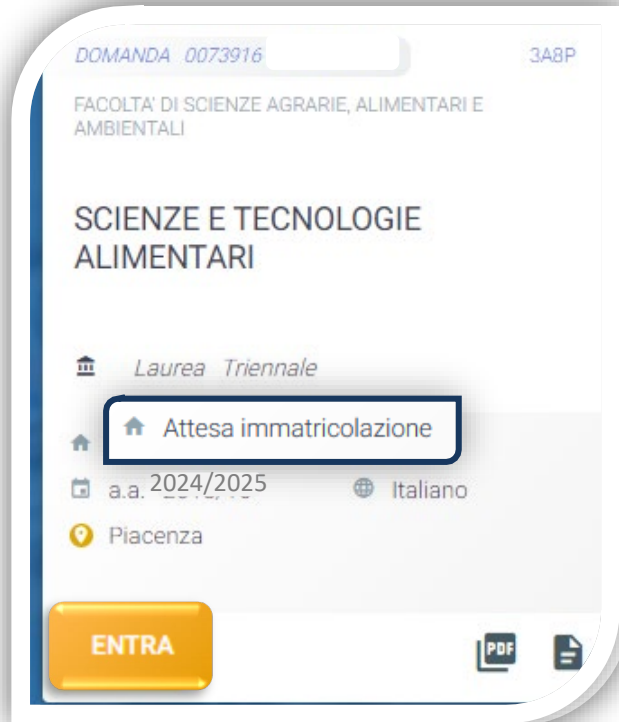 DOMANDA 0073916 3A8P
FACOLTA' DI SCIENZE AGRARIE, ALIMENTARI E
AMBIENTALI
SCIENZE E TECNOLOGIE
ALIMENTARI
Laurea Triennale
Attesa immatricolazione
a.a. 2024/2025 Italiano
Piacenza
ENTRA
PDF